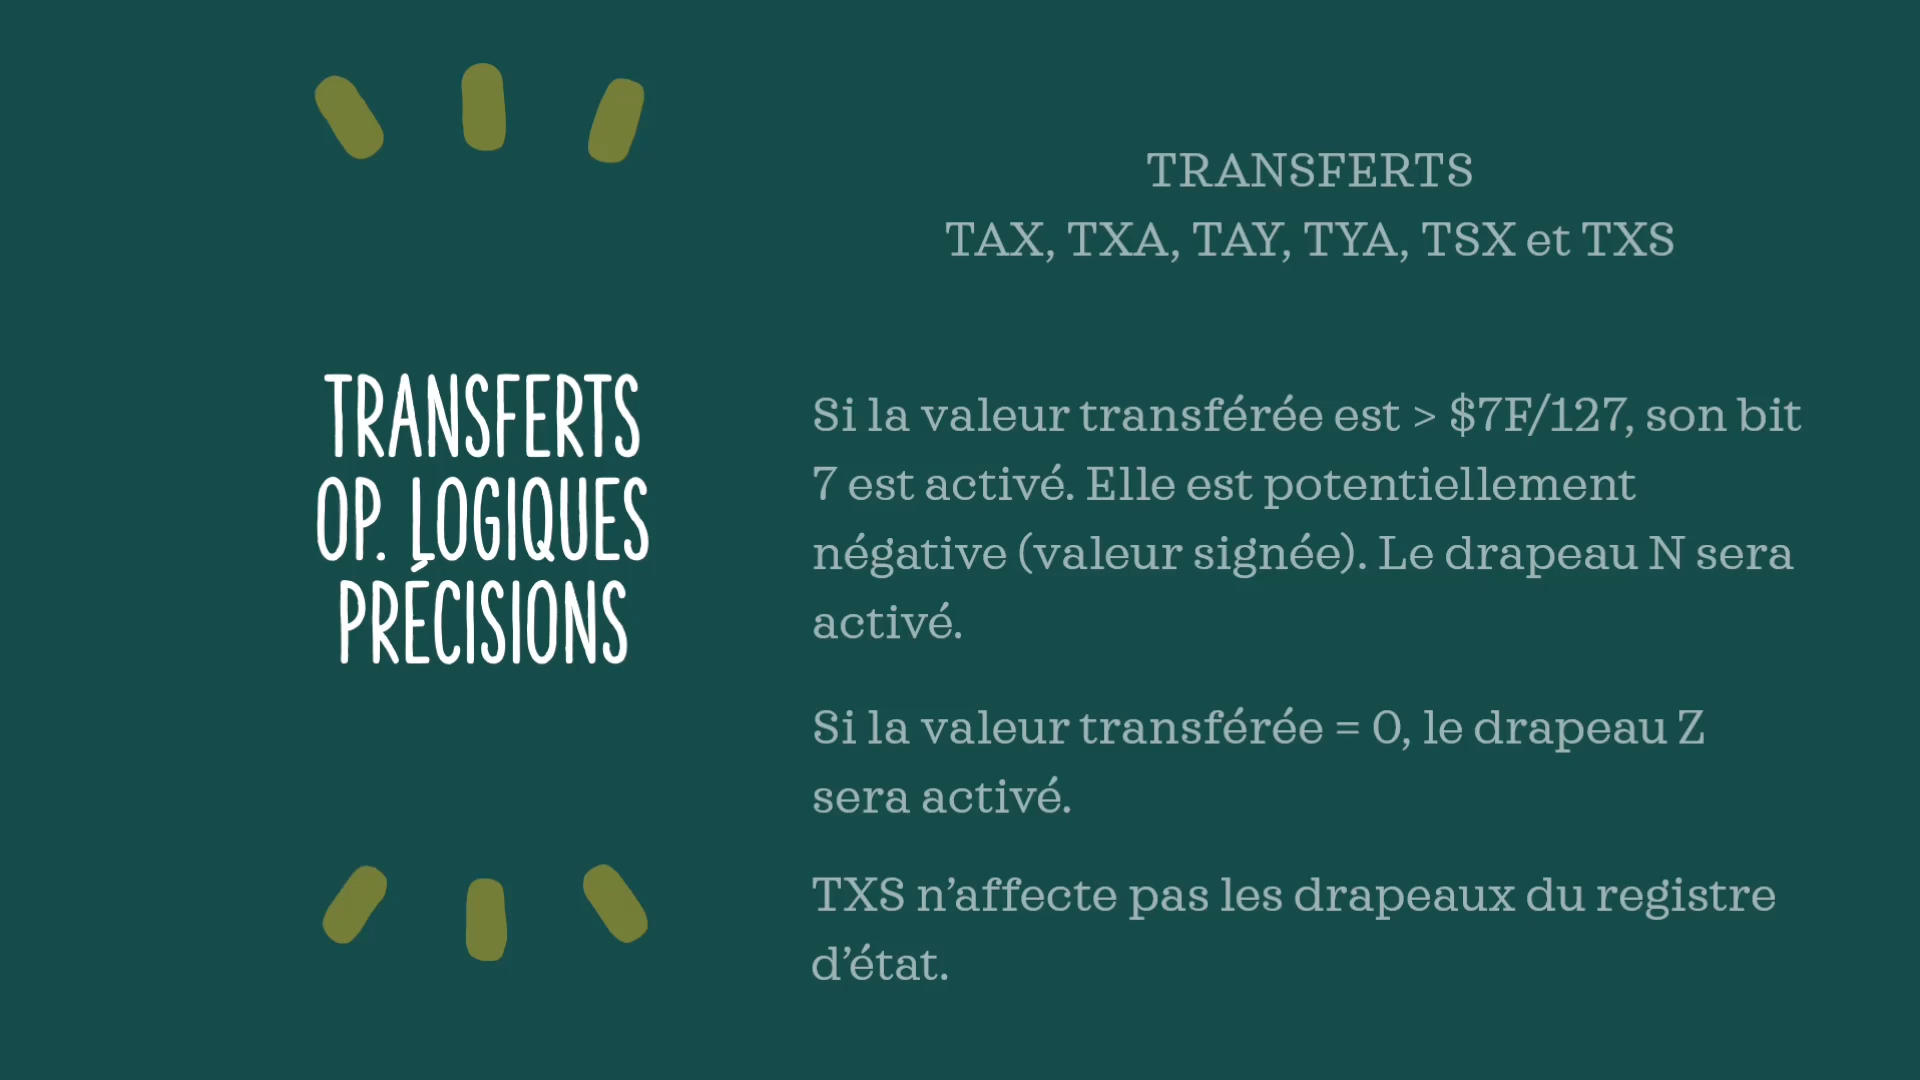 TRANSFERTS
OP. LOGIQUES
PRÉCISIONS
TRANSFERTS
TAX, TXA, TAY, TYA, TSX et TXS
Si la valeur transférée est > $7F/127, son bit
7 est activé. Elle est potentiellement
négative (valeur signée). Le drapeau N sera
activé.
Si la valeur transférée = 0, le drapeau Z
sera activé.
TXS n’affecte pas les drapeaux du registre
d’état.